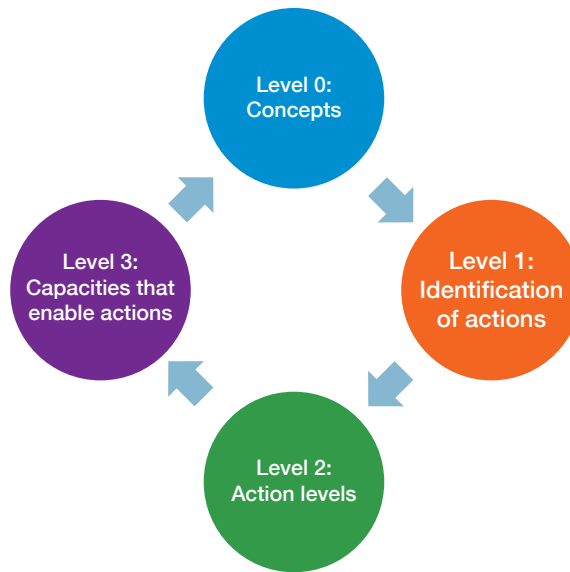 Level 0:
Concepts
Level 1:
Identification
of actions
Level 2:
Action levels
Level 3:
Capacities that
enable actions